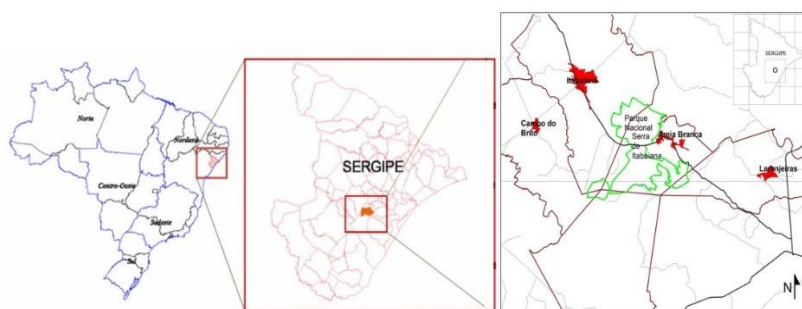 Norte
Nordeste
Centro-Oeste
Sudeste
Sul
SERGIPE
SERGIPE
Itabaiana
Campo do
Brito
Parque
Nacional
Serra
de
Itabaiana
Areia Branca
Laranjeiras
N